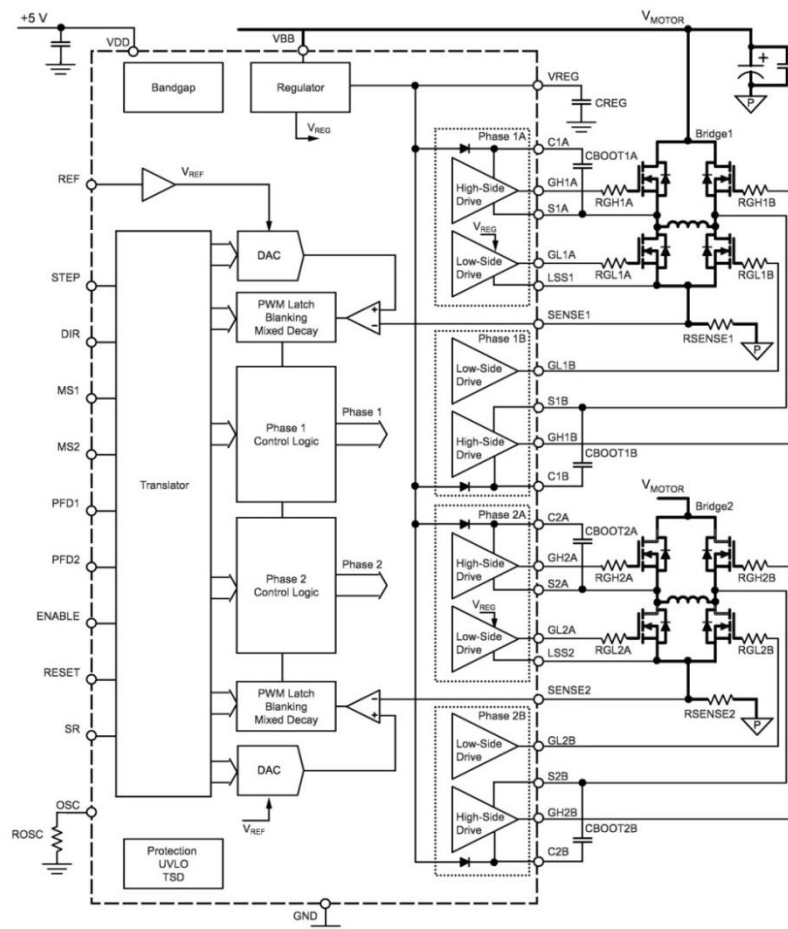 +5 V
VDD
VBB
VMOTOR
+
P
Bandgap
Regulator
VREG
VREG
CREG
REF
VREF
DAC
Translator
STEP
DIR
MS1
MS2
PFD1
PFD2
ENABLE
RESET
SR
OSC
ROSC
PWM Latch
Blanking
Mixed Decay
+
−
Phase 1
Control Logic
Phase 1
Phase 2
Control Logic
Phase 2
PWM Latch
Blanking
Mixed Decay
−
+
DAC
VREF
Protection
UVLO
TSD
GND
Phase 1A
High-Side
Drive
VREG
Low-Side
Drive
C1A
CBOOT1A
GH1A
S1A
GL1A
LSS1
SENSE1
Bridge1
RGH1A
RGH1B
RGL1A
RGL1B
RSENSE1
P
Phase 1B
Low-Side
Drive
High-Side
Drive
GL1B
S1B
GH1B
CBOOT1B
C1B
VMOTOR
Bridge2
Phase 2A
High-Side
Drive
VREG
Low-Side
Drive
C2A
CBOOT2A
GH2A
S2A
GL2A
LSS2
SENSE2
RGH2A
RGH2B
RGL2A
RGL2B
RSENSE2
P
Phase 2B
Low-Side
Drive
High-Side
Drive
GL2B
S2B
GH2B
CBOOT2B
C2B